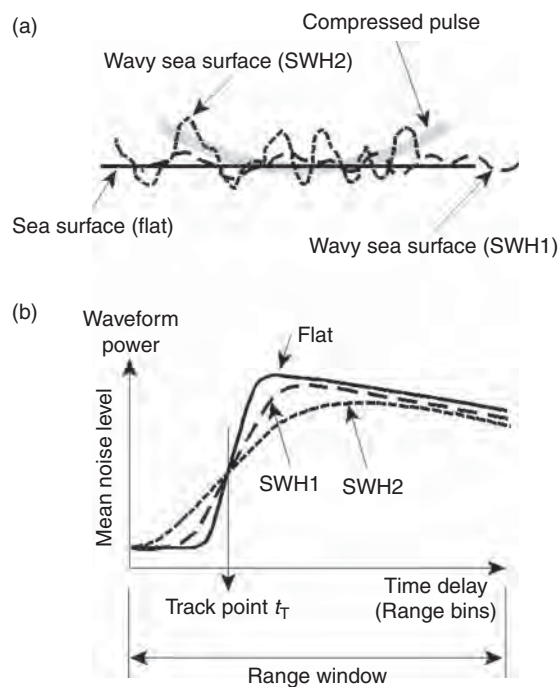 (a)
Compressed pulse
Wavy sea surface (SWH2)
Sea surface (flat)
Wavy sea surface (SWH1)
(b)
Waveform
power
Flat
Mean noise level
SWH1
SWH2
Time delay
(Range bins)
Track point tT
Range window